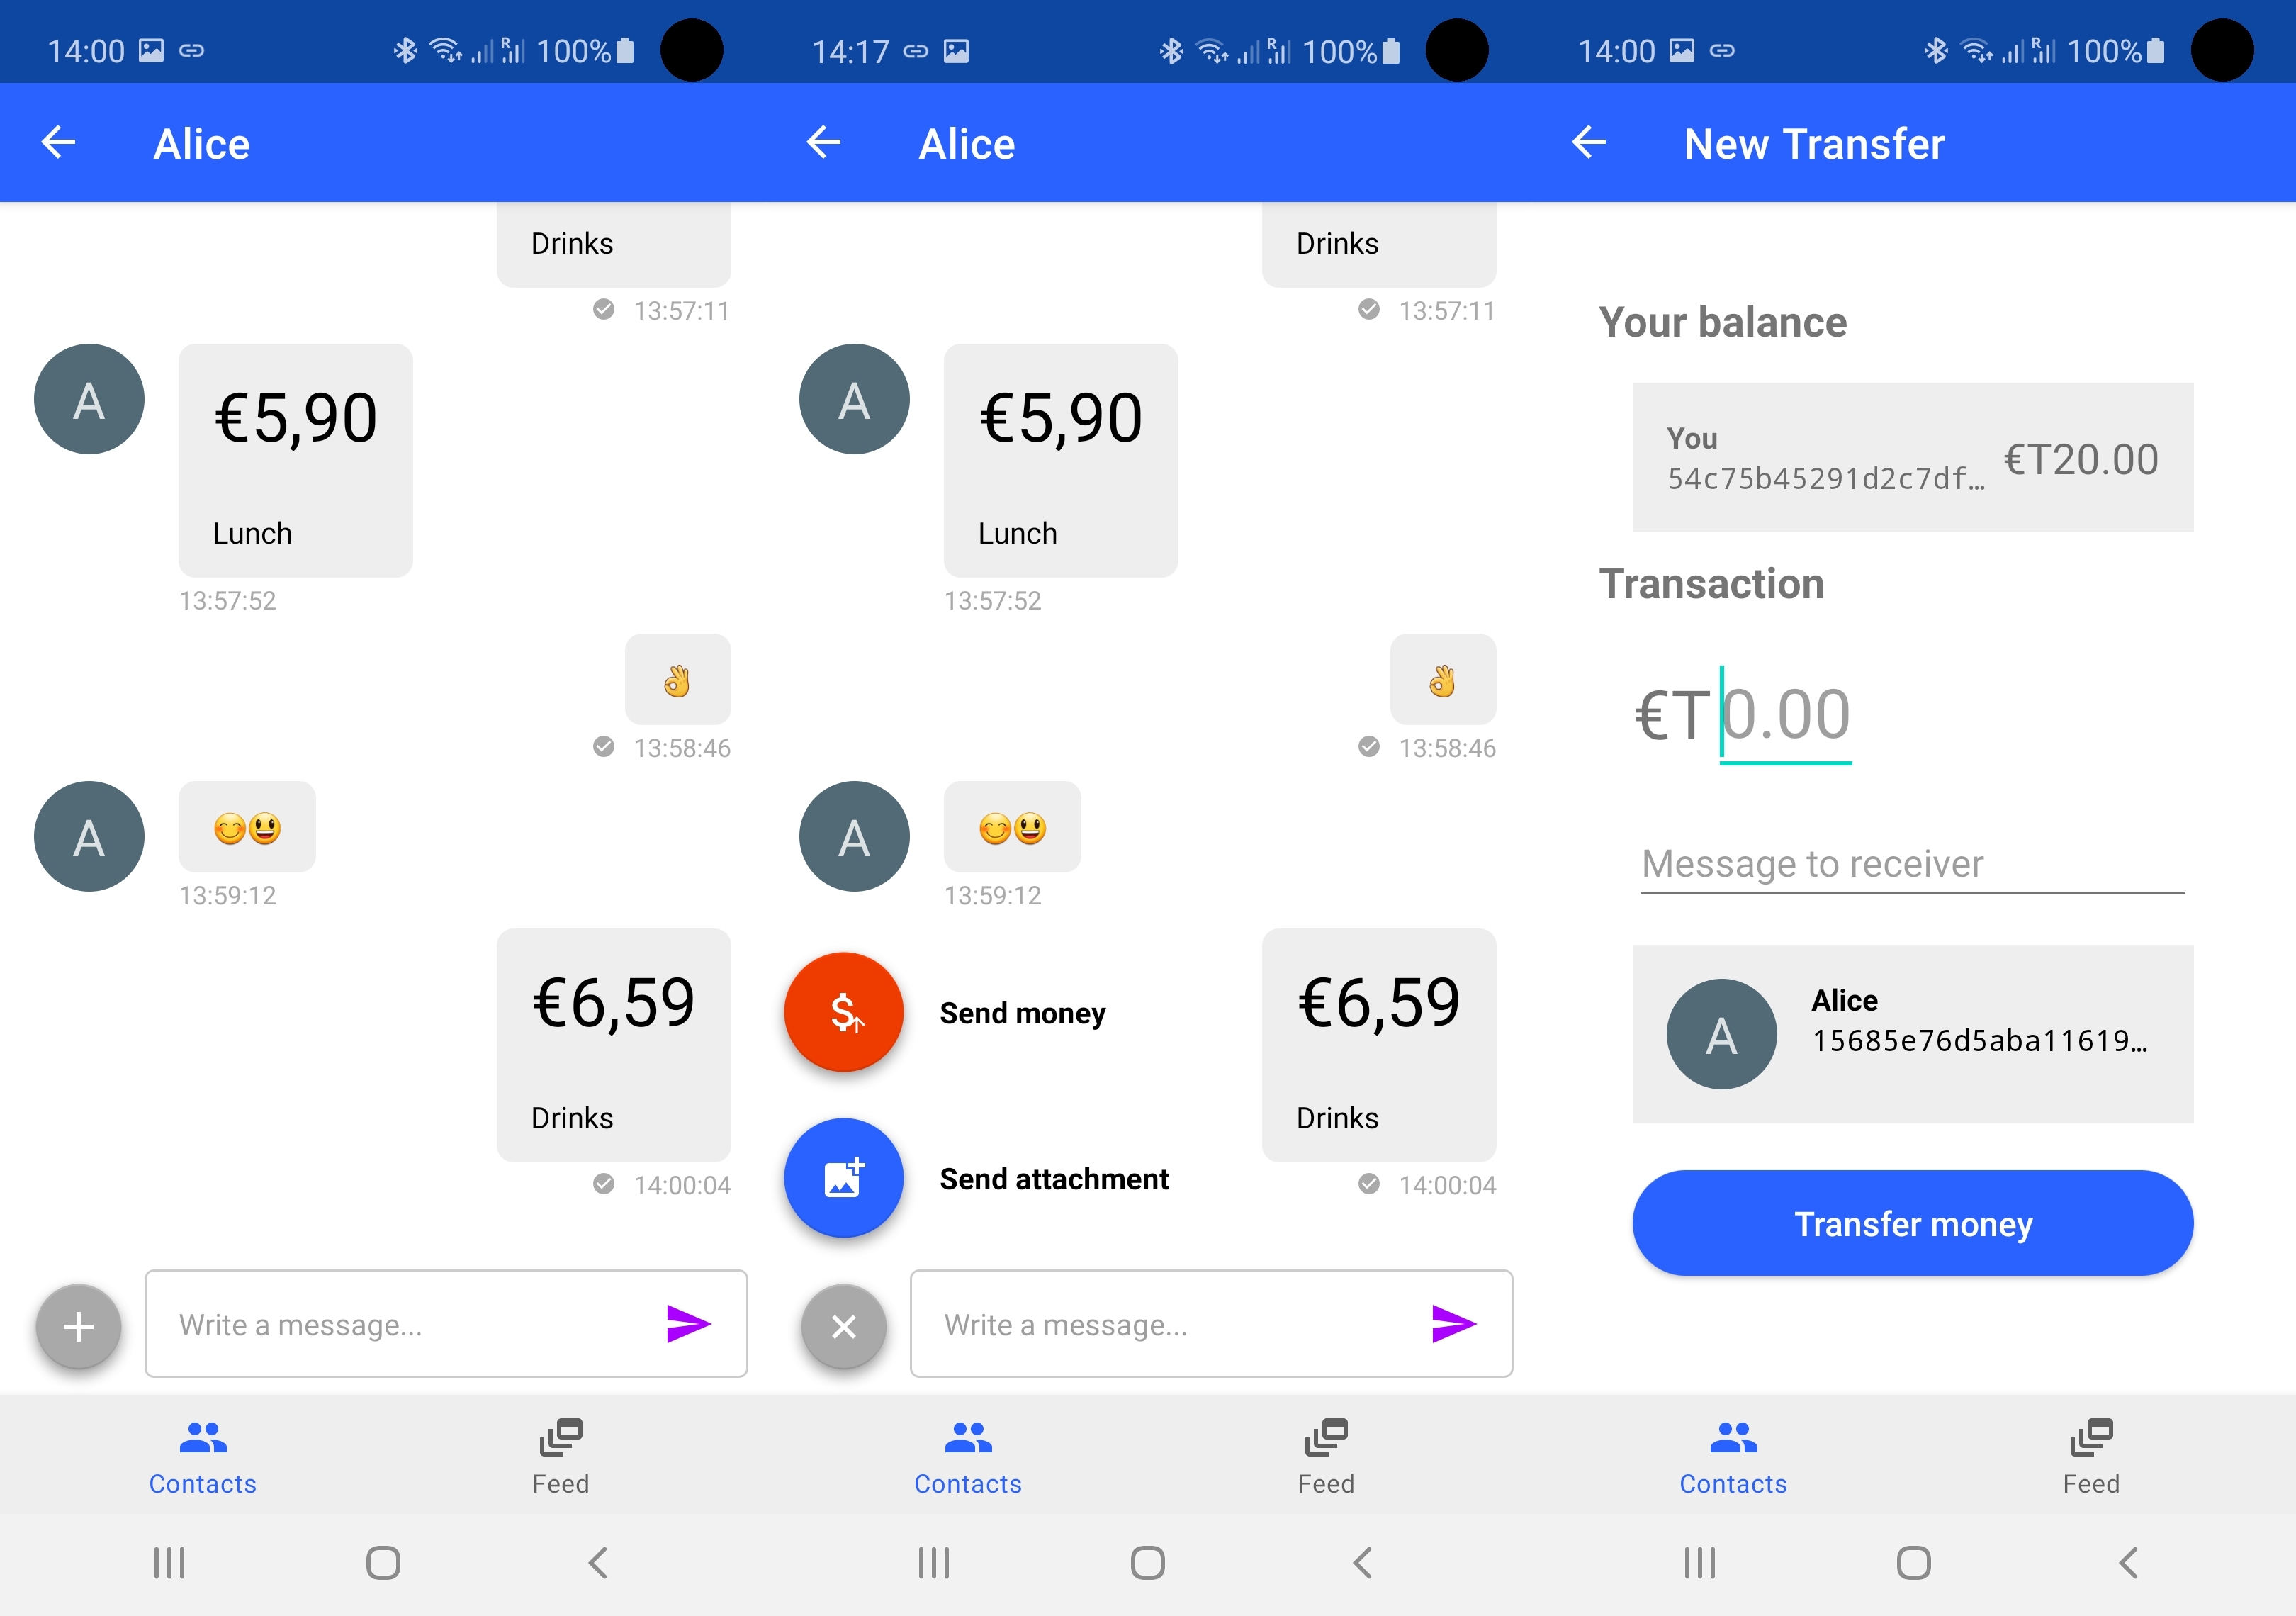 14:00 R 100%
Alice
Drinks
13:57:11
A
€5,90
Lunch
13:57:52
👌
13:58:46
A
😊😃
13:59:12
€6,59
Drinks
14:00:04
Write a message...
Contacts Feed
14:17 R 100%
Alice
Drinks
13:57:11
A
€5,90
Lunch
13:57:52
👌
13:58:46
A
😊😃
13:59:12
€6,59
Send money
Drinks
Send attachment
14:00:04
Write a message...
Contacts Feed
14:00 R 100%
New Transfer
Your balance
You
54c75b45291d2c7df… €T20.00
Transaction
€T 0.00
Message to receiver
A
Alice
15685e76d5aba11619…
Transfer money
Contacts Feed